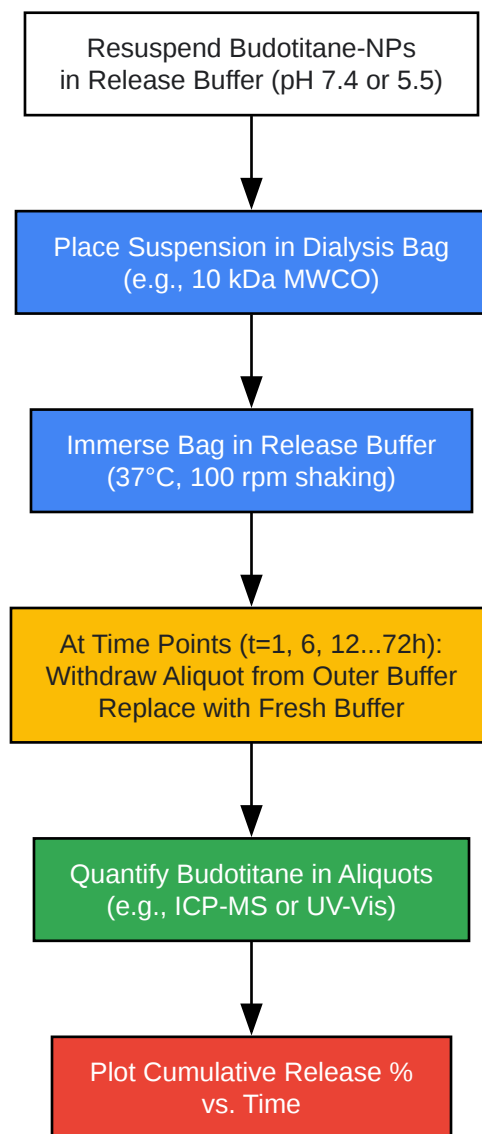 Resuspend Budotitane-NPs
in Release Buffer (pH 7.4 or 5.5)
Place Suspension in Dialysis Bag
(e.g., 10 kDa MWCO)
Immerse Bag in Release Buffer
(37°C, 100 rpm shaking)
At Time Points (t=1, 6, 12...72h):
Withdraw Aliquot from Outer Buffer
Replace with Fresh Buffer
Quantify Budotitane in Aliquots
(e.g., ICP-MS or UV-Vis)
Plot Cumulative Release %
vs. Time